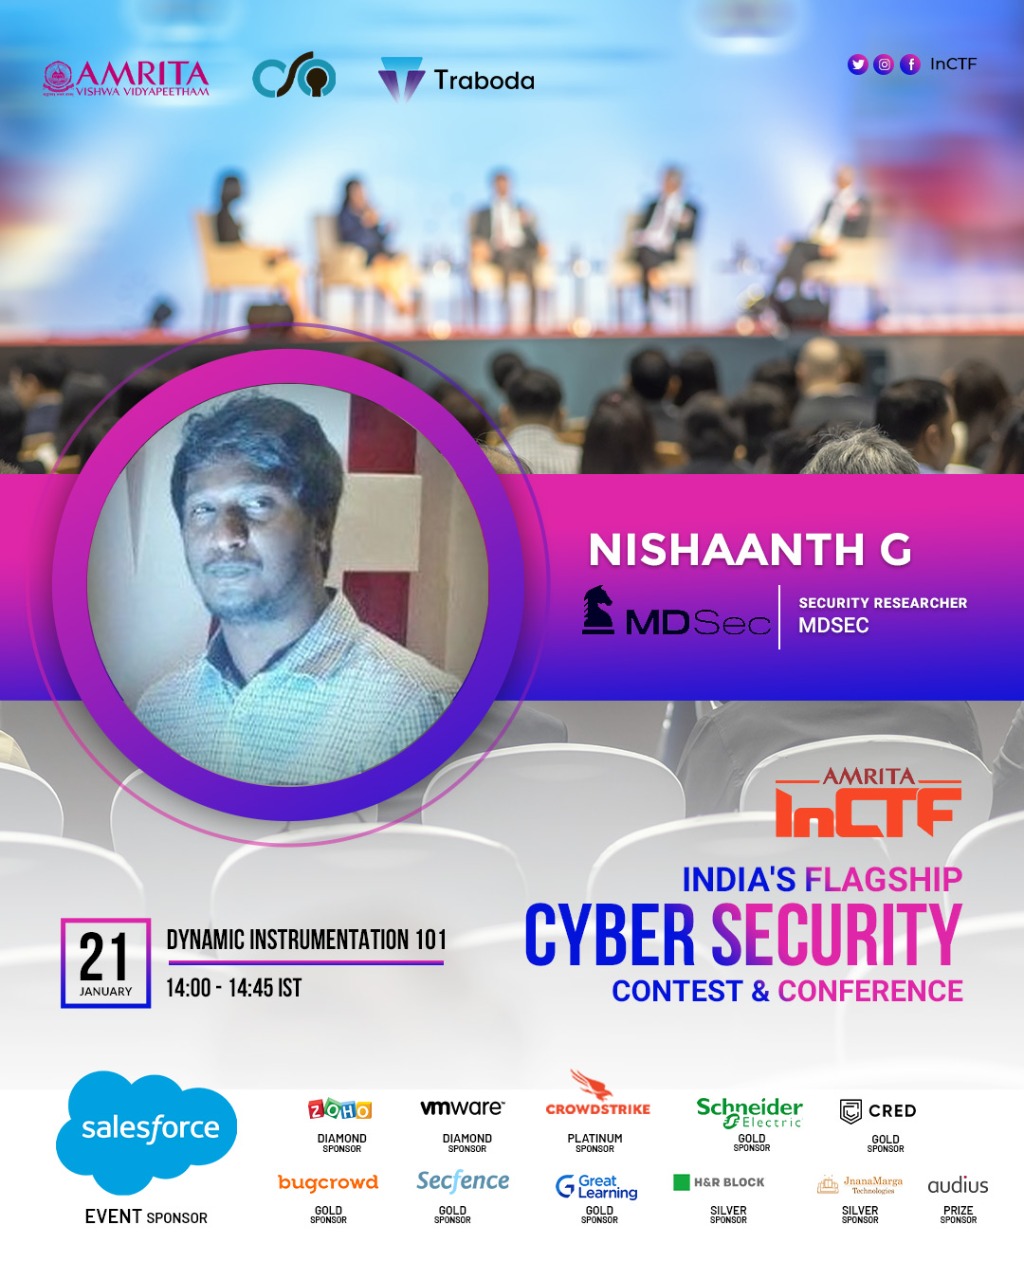 AMRITA
VISHWA VIDYAPEETHAM
Traboda
InCTF
NISHAANTH G
MDSec
SECURITY RESEARCHER
MDSEC
AMRITA
InCTF
INDIA'S FLAGSHIP
CYBER SECURITY
CONTEST & CONFERENCE
21
JANUARY
DYNAMIC INSTRUMENTATION 101
14:00 - 14:45 IST
salesforce
EVENT SPONSOR
ZOHO
DIAMOND
SPONSOR
vmware
DIAMOND
SPONSOR
CROWDSTRIKE
PLATINUM
SPONSOR
Schneider
Electric
GOLD
SPONSOR
CRED
GOLD
SPONSOR
bugcrowd
GOLD
SPONSOR
Secfence
GOLD
SPONSOR
Great
Learning
GOLD
SPONSOR
H&R BLOCK
SILVER
SPONSOR
JnanaMarga
Technologies
SILVER
SPONSOR
audius
PRIZE
SPONSOR